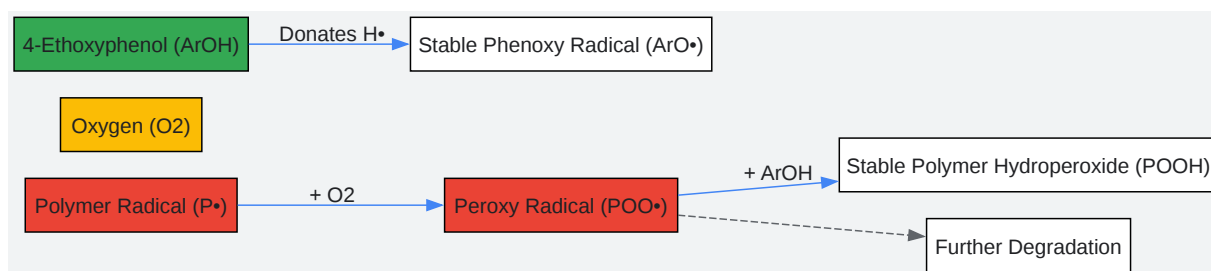 4-Ethoxyphenol (ArOH)
Donates H•
Stable Phenoxy Radical (ArO•)
Oxygen (O2)
Polymer Radical (P•)
+ O2
Peroxy Radical (POO•)
+ ArOH
Stable Polymer Hydroperoxide (POOH)
Further Degradation